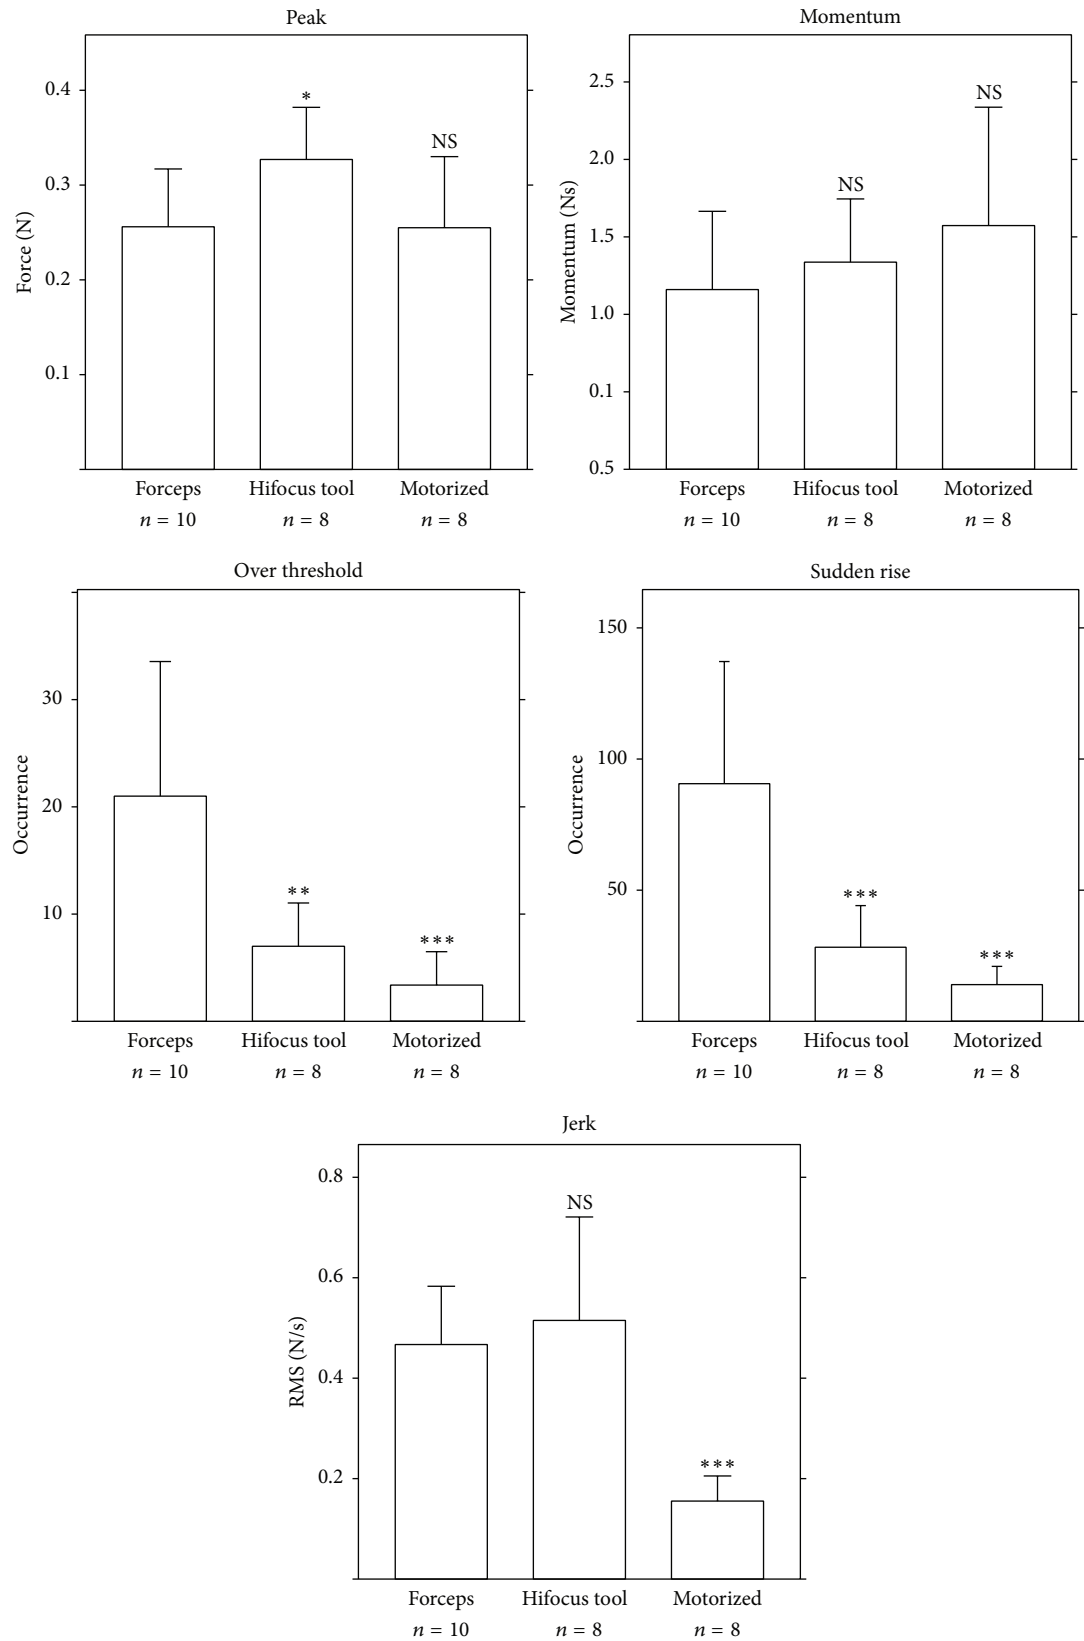 Peak
Force (N)
0.4
0.3
0.2
0.1
*
NS
Forceps Hifocus tool Motorized
n = 10 n = 8 n = 8
Momentum
Momentum (Ns)
2.5
2.0
1.5
1.0
0.1
0.5
NS
NS
Forceps Hifocus tool Motorized
n = 10 n = 8 n = 8
Over threshold
Occurrence
30
20
10
**
***
Forceps Hifocus tool Motorized
n = 10 n = 8 n = 8
Sudden rise
Occurrence
150
100
50
***
***
Forceps Hifocus tool Motorized
n = 10 n = 8 n = 8
Jerk
RMS (N/s)
0.8
0.6
0.4
0.2
NS
***
Forceps Hifocus tool Motorized
n = 10 n = 8 n = 8